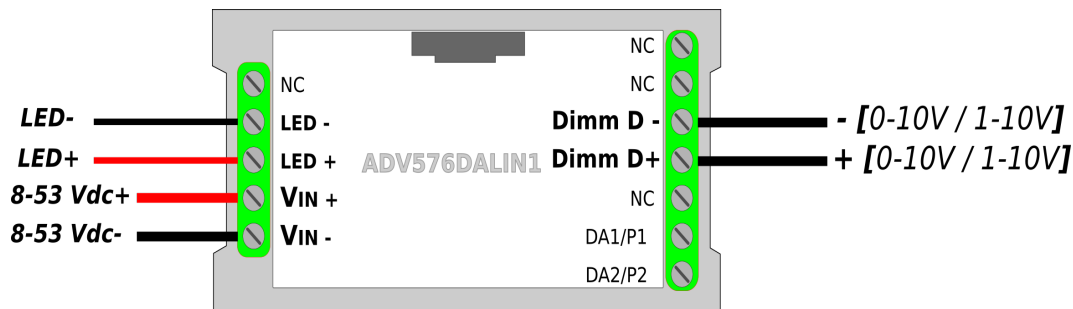 NC
NC
NC
LED- LED - Dimm D - - [0-10V / 1-10V]
LED+ LED + ADV576DALIN1 Dimm D+ + [0-10V / 1-10V]
8-53 Vdc+ VIN + NC
8-53 Vdc- VIN - DA1/P1
DA2/P2